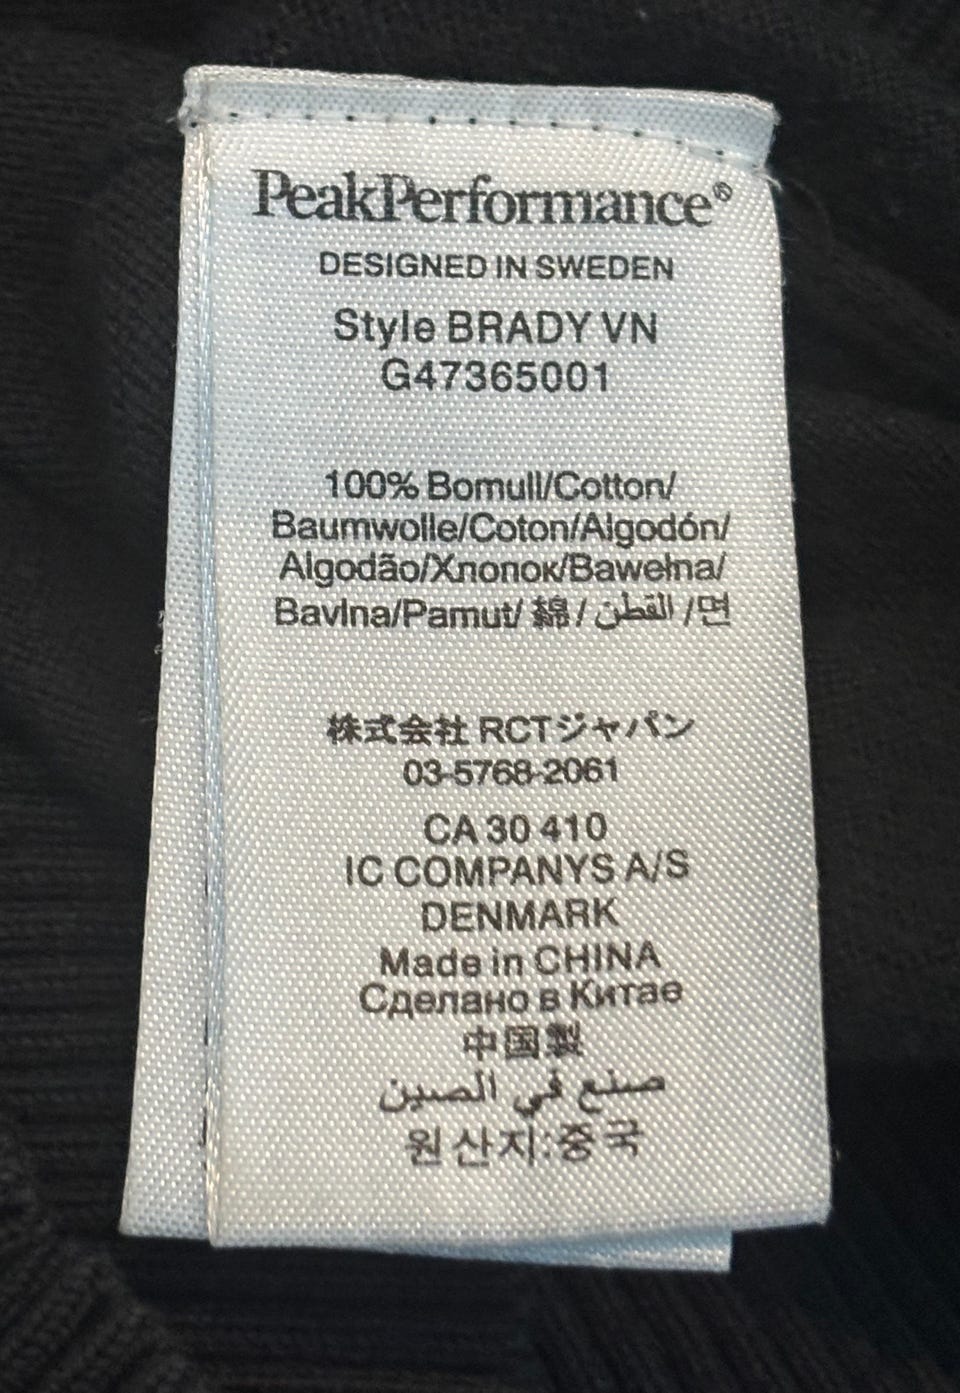 PeakPerformance®
DESIGNED IN SWEDEN
Style BRADY VN
G47365001
100% Bomull/Cotton/
Baumwolle/Coton/Algodón/
Algodão/Хлопок/Bawełna/
Bavlna/Pamut/ 綿 / القطن /면
株式会社 RCTジャパン
03-5768-2061
CA 30 410
IC COMPANYS A/S
DENMARK
Made in CHINA
Сделано в Китае
中国製
صنع في الصين
원산지:중국